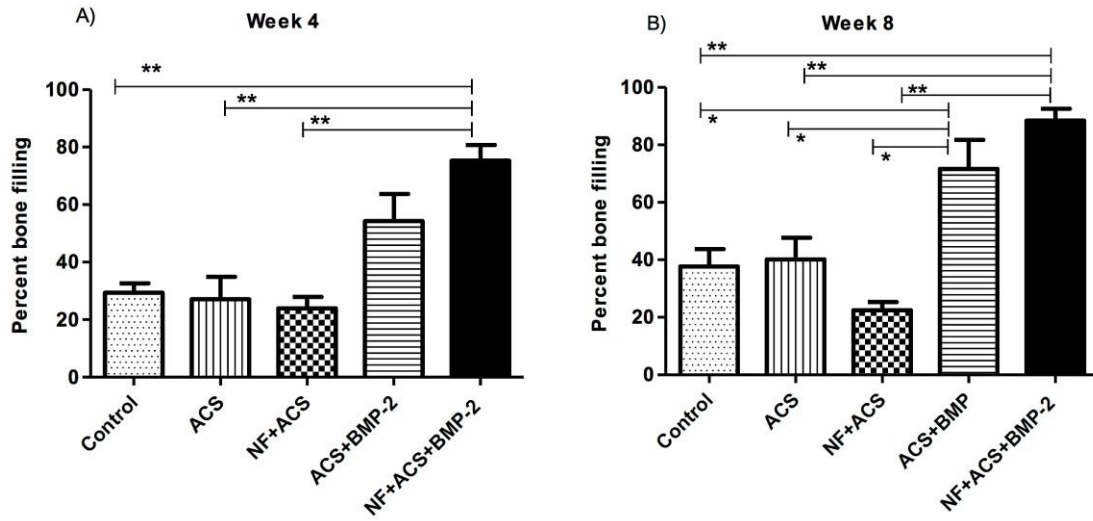 A)
Week 4
**
**
**
Percent bone filling
100
80
60
40
20
0
Control
ACS
NF+ACS
ACS+BMP-2
NF+ACS+BMP-2
B)
Week 8
**
**
**
*
*
*
Percent bone filling
100
80
60
40
20
0
Control
ACS
NF+ACS
ACS+BMP
NF+ACS+BMP-2